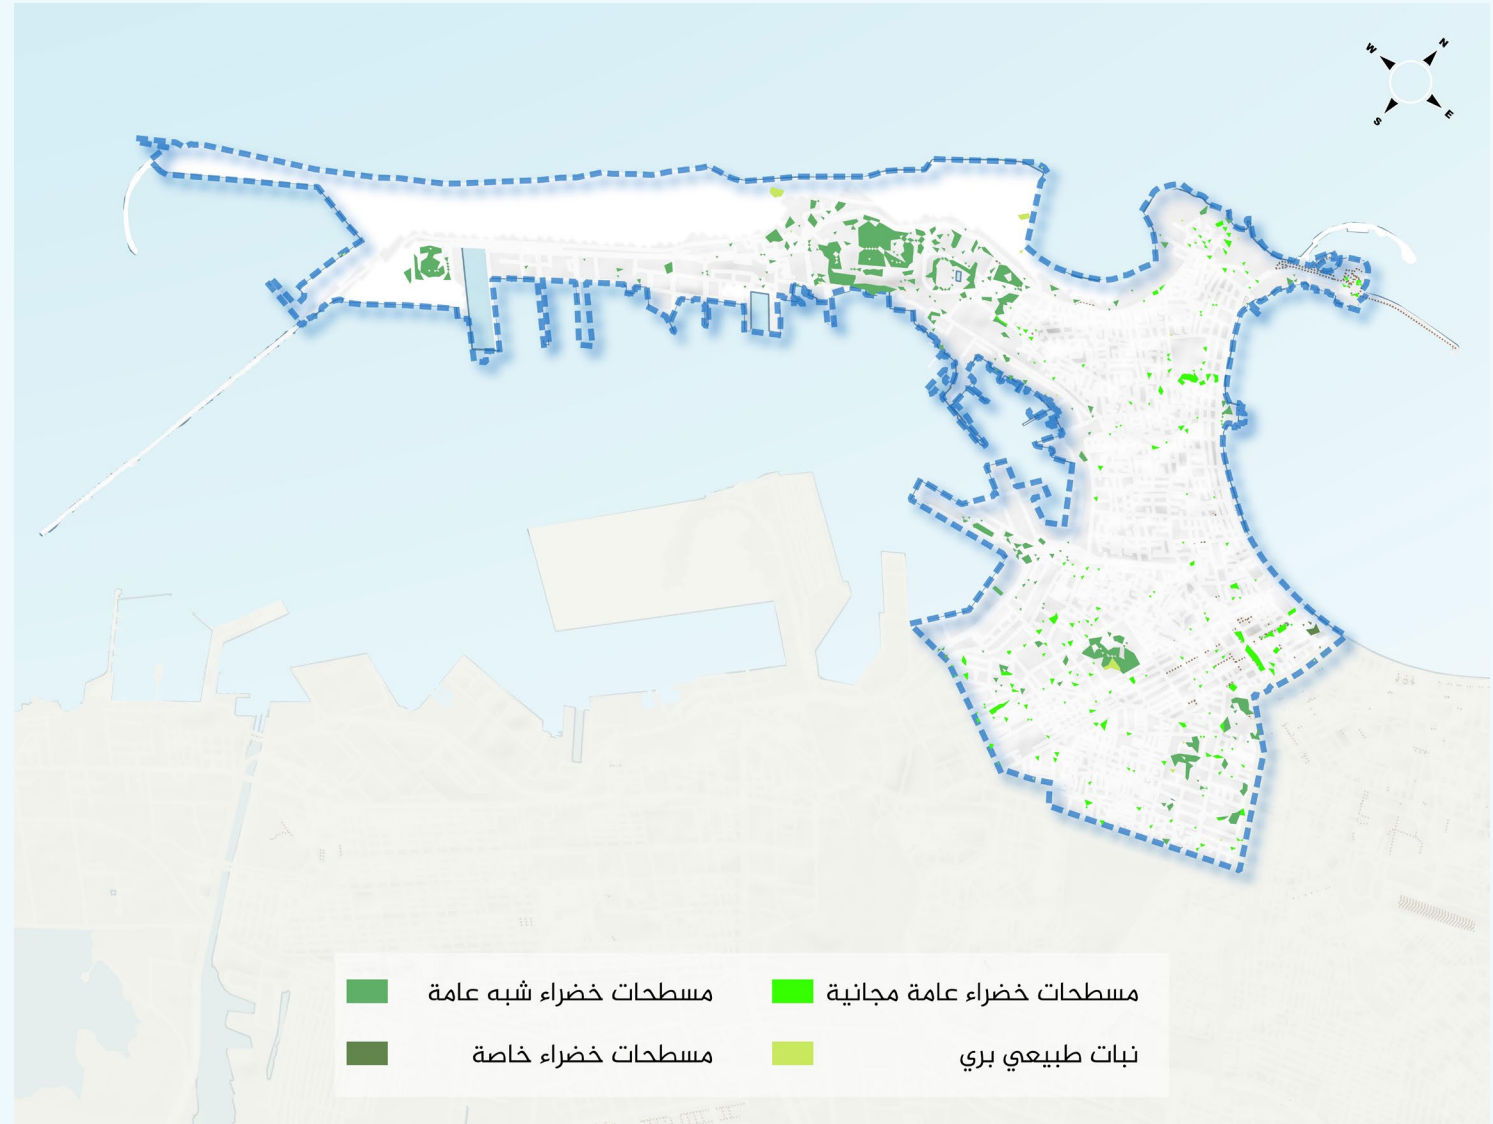 N
W
E
S
مسطحات خضراء عامة مجانية
مسطحات خضراء شبه عامة
نبات طبيعي بري
مسطحات خضراء خاصة